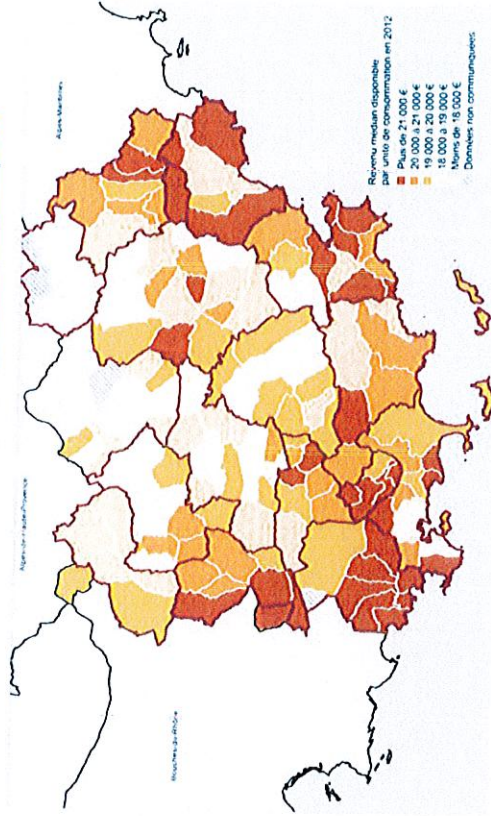 Alpes-de-Haute-Provence
Alpes-Maritimes
Bouches-du-Rhône
Revenu médian disponible
par unité de consommation en 2012
Plus de 21 000 €
20 000 à 21 000 €
19 000 à 20 000 €
18 000 à 19 000 €
Moins de 18 000 €
Données non communiquées